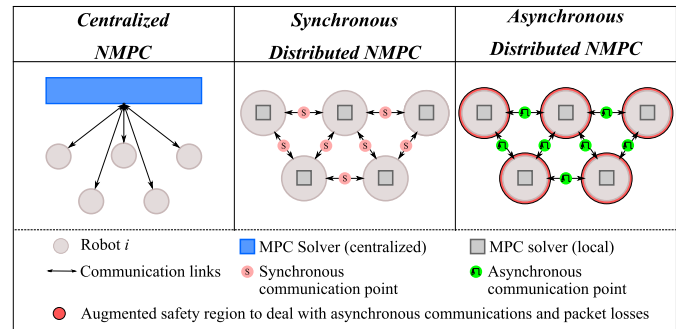 Centralized
NMPC
Synchronous
Distributed NMPC
Asynchronous
Distributed NMPC
S S
S S S S
S
Robot i
MPC Solver (centralized)
MPC solver (local)
Communication links
S
Synchronous
communication point
Asynchronous
communication point
Augmented safety region to deal with asynchronous communications and packet losses